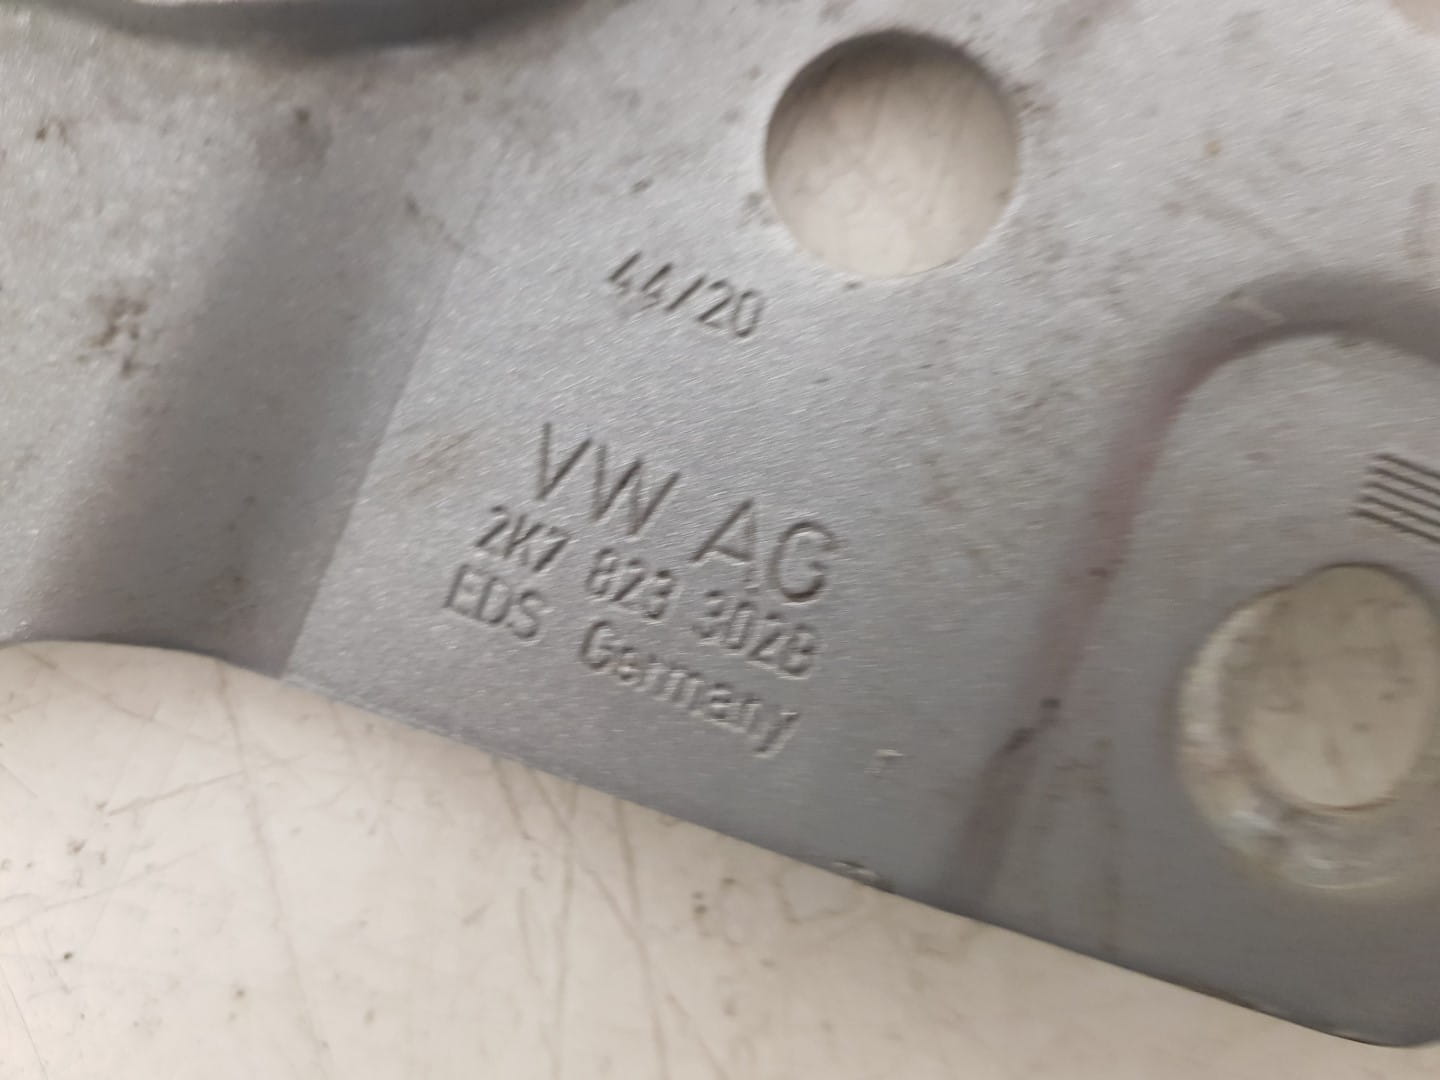 44/20
VW AG
2K7 823 302B
EDS Germany